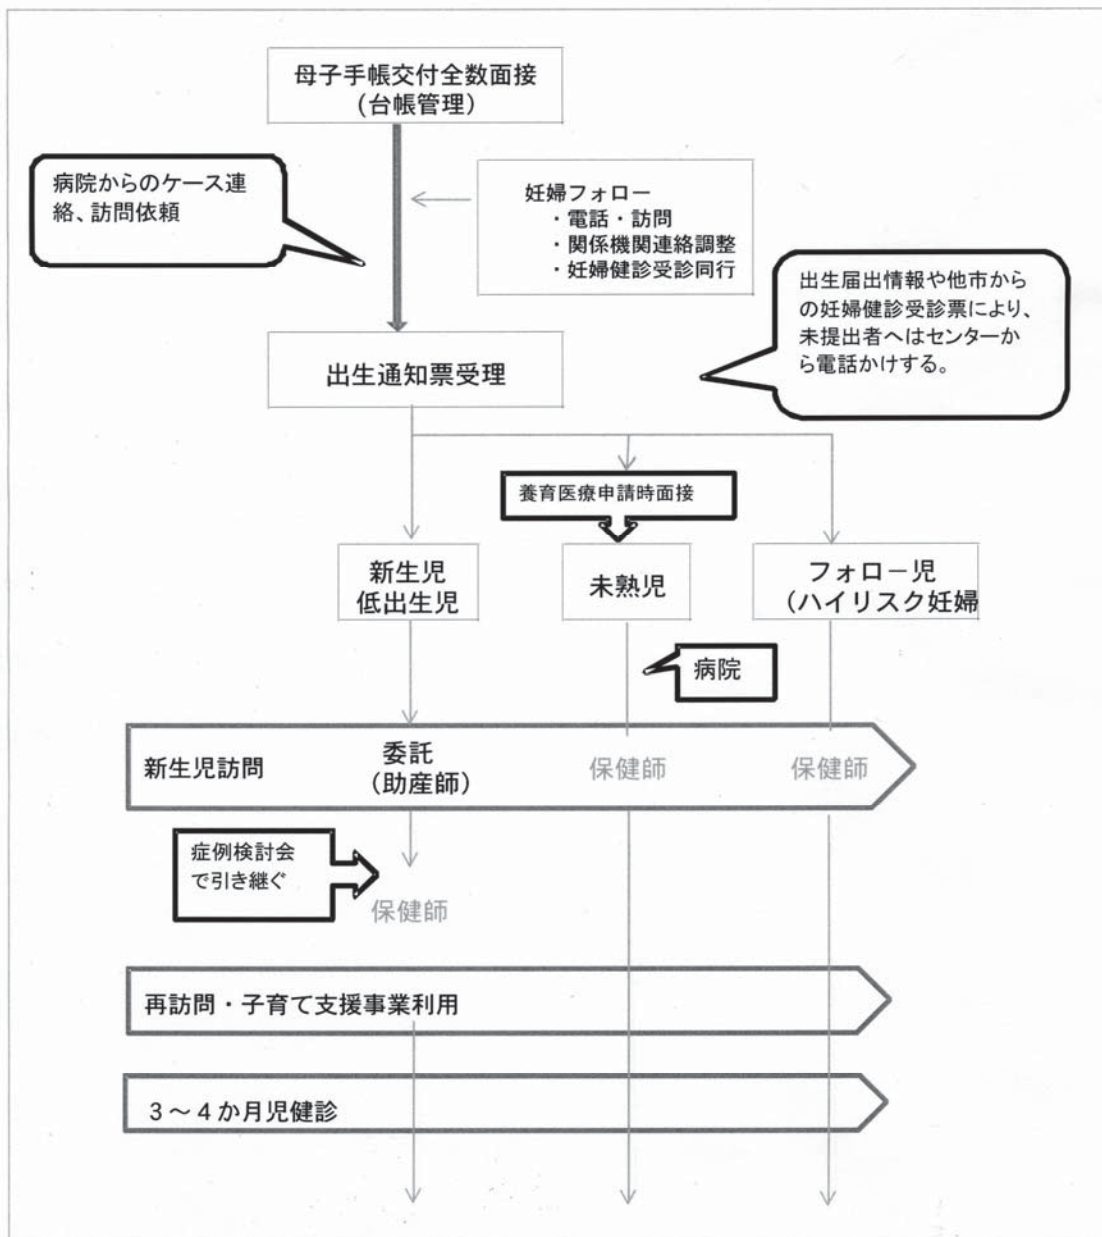 母子手帳交付全数面接
(台帳管理)
病院からのケース連
絡、訪問依頼
妊婦フォロー
・電話・訪問
・関係機関連絡調整
・妊婦健診受診同行
出生届出情報や他市から
の妊婦健診受診票により、
未提出者へはセンターか
ら電話かけする。
出生通知票受理
養育医療申請時面接
新生児
低出生児
未熟児
フォロー児
(ハイリスク妊婦
病院
新生児訪問
委託
(助産師)
保健師
保健師
症例検討会
で引き継ぐ
保健師
再訪問・子育て支援事業利用
3～4か月児健診